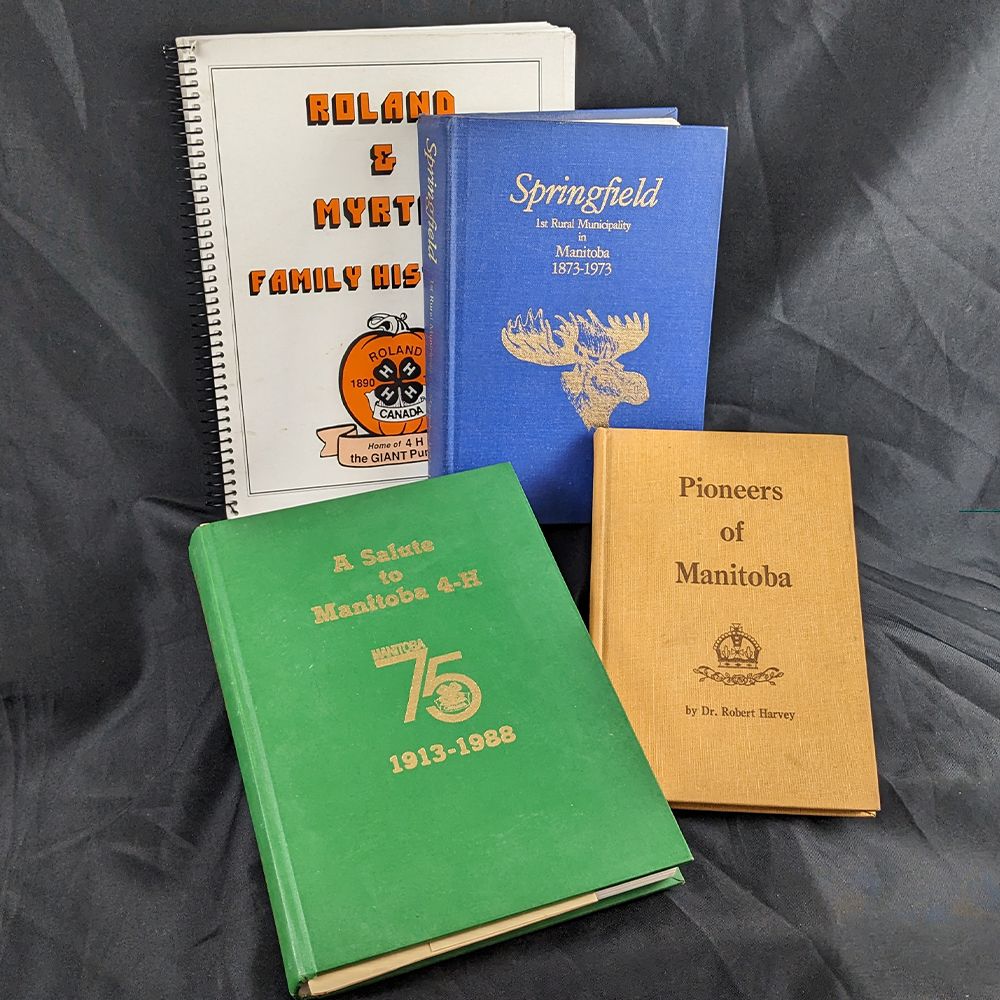 ROLAND
&
MYRT
FAMILY HIS
ROLAND
1890
H H H H
CANADA
Home of 4 H
the GIANT Pu
Springfield
Springfield
1st Rural Municipality
in
Manitoba
1873-1973
A Salute
to
Manitoba 4-H
MANITOBA
75
1913-1988
Pioneers
of
Manitoba
by Dr. Robert Harvey